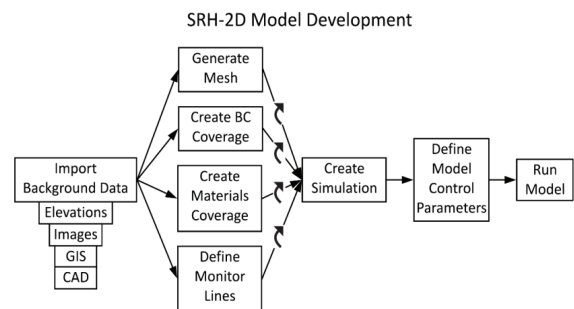 SRH-2D Model Development
Import
Background Data
Elevations
Images
GIS
CAD
Generate
Mesh
Create BC
Coverage
Create
Materials
Coverage
Define
Monitor
Lines
Create
Simulation
Define
Model
Control
Parameters
Run
Model